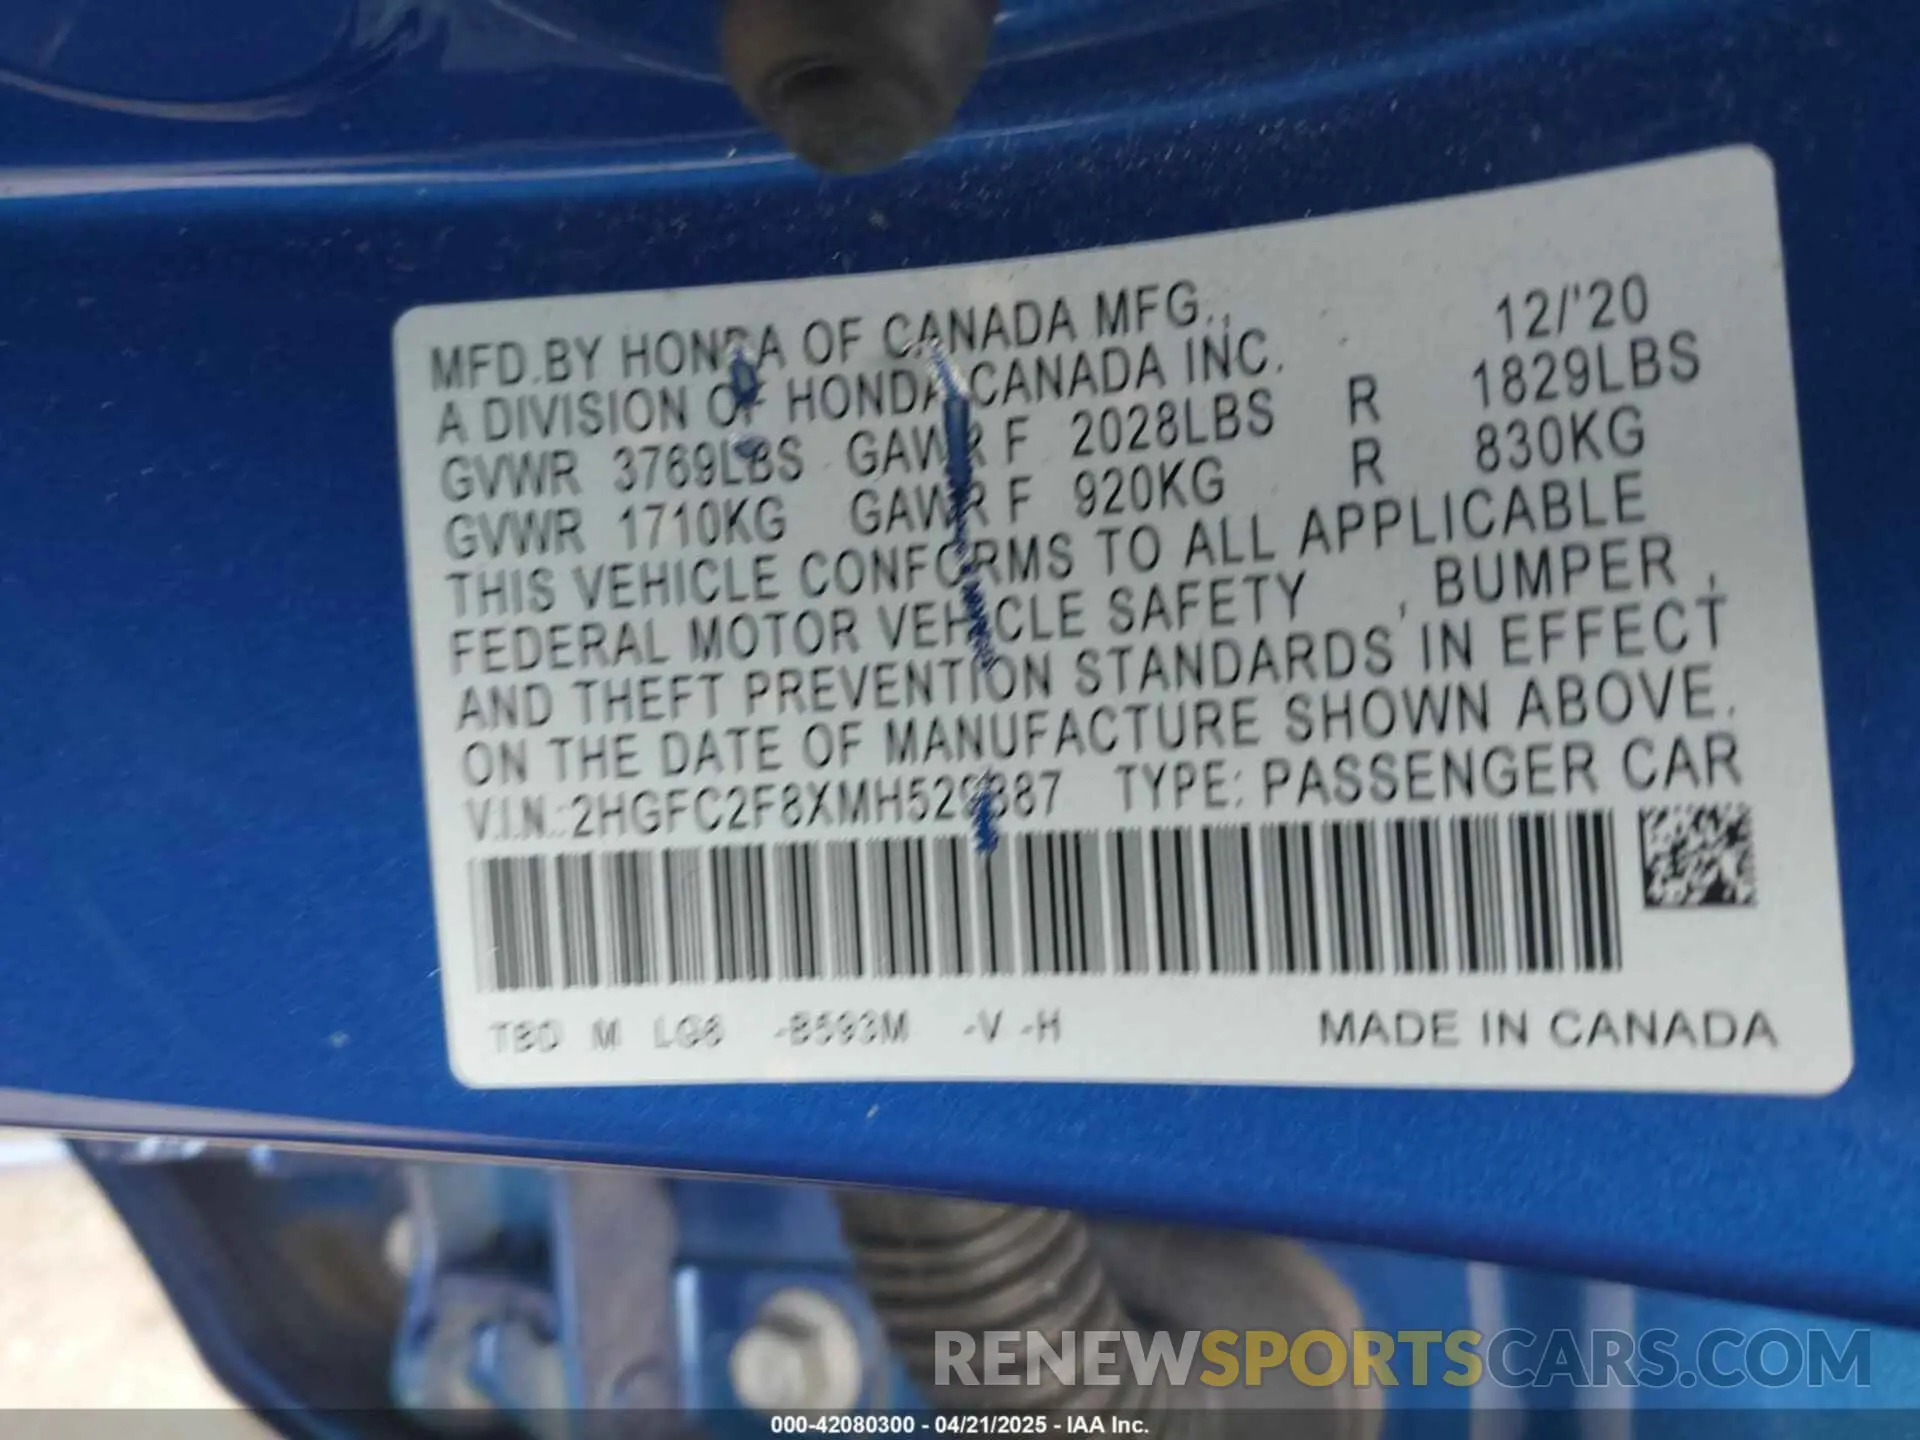 MFD.BY HONDA OF CANADA MFG., 12/'20
A DIVISION OF HONDA CANADA INC.
GVWR 3769LBS GAWR F 2028LBS R 1829LBS
GVWR 1710KG GAWR F 920KG R 830KG
THIS VEHICLE CONFORMS TO ALL APPLICABLE
FEDERAL MOTOR VEHICLE SAFETY , BUMPER ,
AND THEFT PREVENTION STANDARDS IN EFFECT
ON THE DATE OF MANUFACTURE SHOWN ABOVE.
V.I.N.: TYPE: PASSENGER CAR
TBD M LG8 -B593M -V -H MADE IN CANADA
RENEWSPORTSCARS.COM
000-42080300 - 04/21/2025 - IAA Inc.